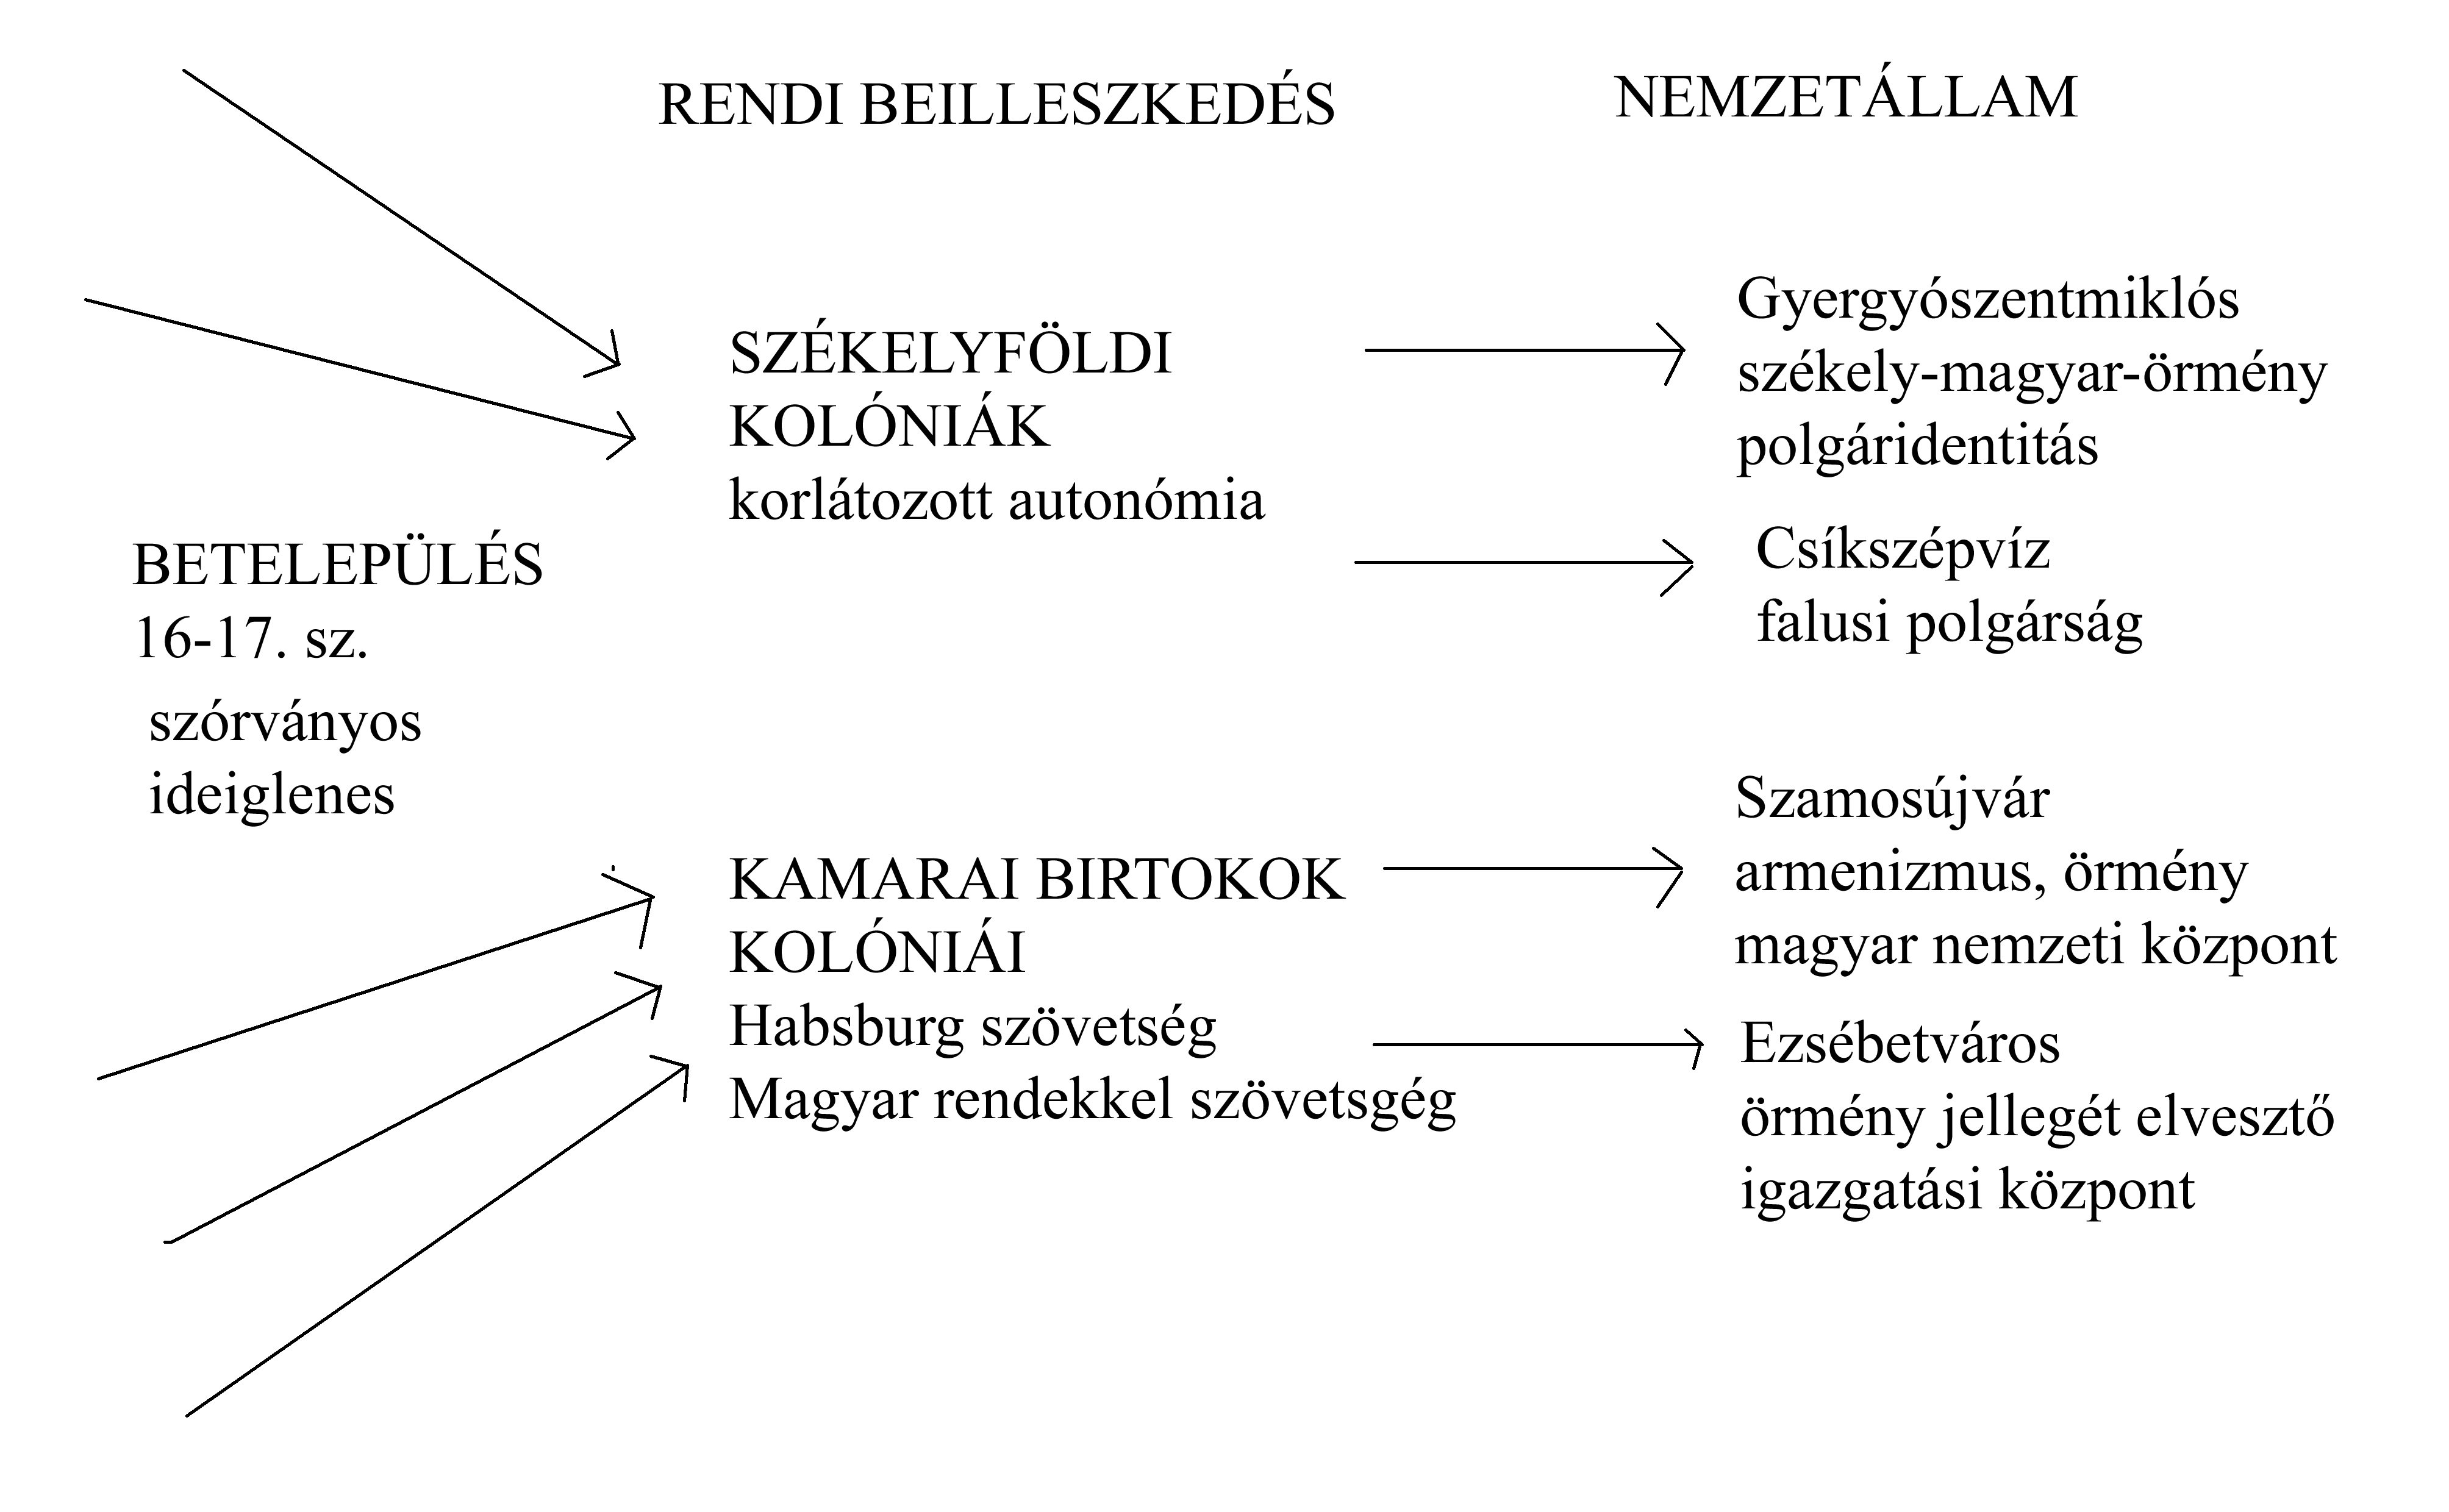 RENDI BEILLESZKEDÉS
NEMZETÁLLAM
BETELEPÜLÉS
16-17. sz.
szórványos
ideiglenes
SZÉKELYFÖLDI
KOLÓNIÁK
korlátozott autonómia
KAMARAI BIRTOKOK
KOLÓNIÁI
Habsburg szövetség
Magyar rendekkel szövetsgég
Gyergyószentmiklós
székely-magyar-örmény
polgáridentitás
Csíkszépvíz
falusi polgárság
Szamosújvár
armenizmus, örmény
magyar nemzeti központ
Ezsébetváros
örmény jellegét elvesztő
igazgatási központ